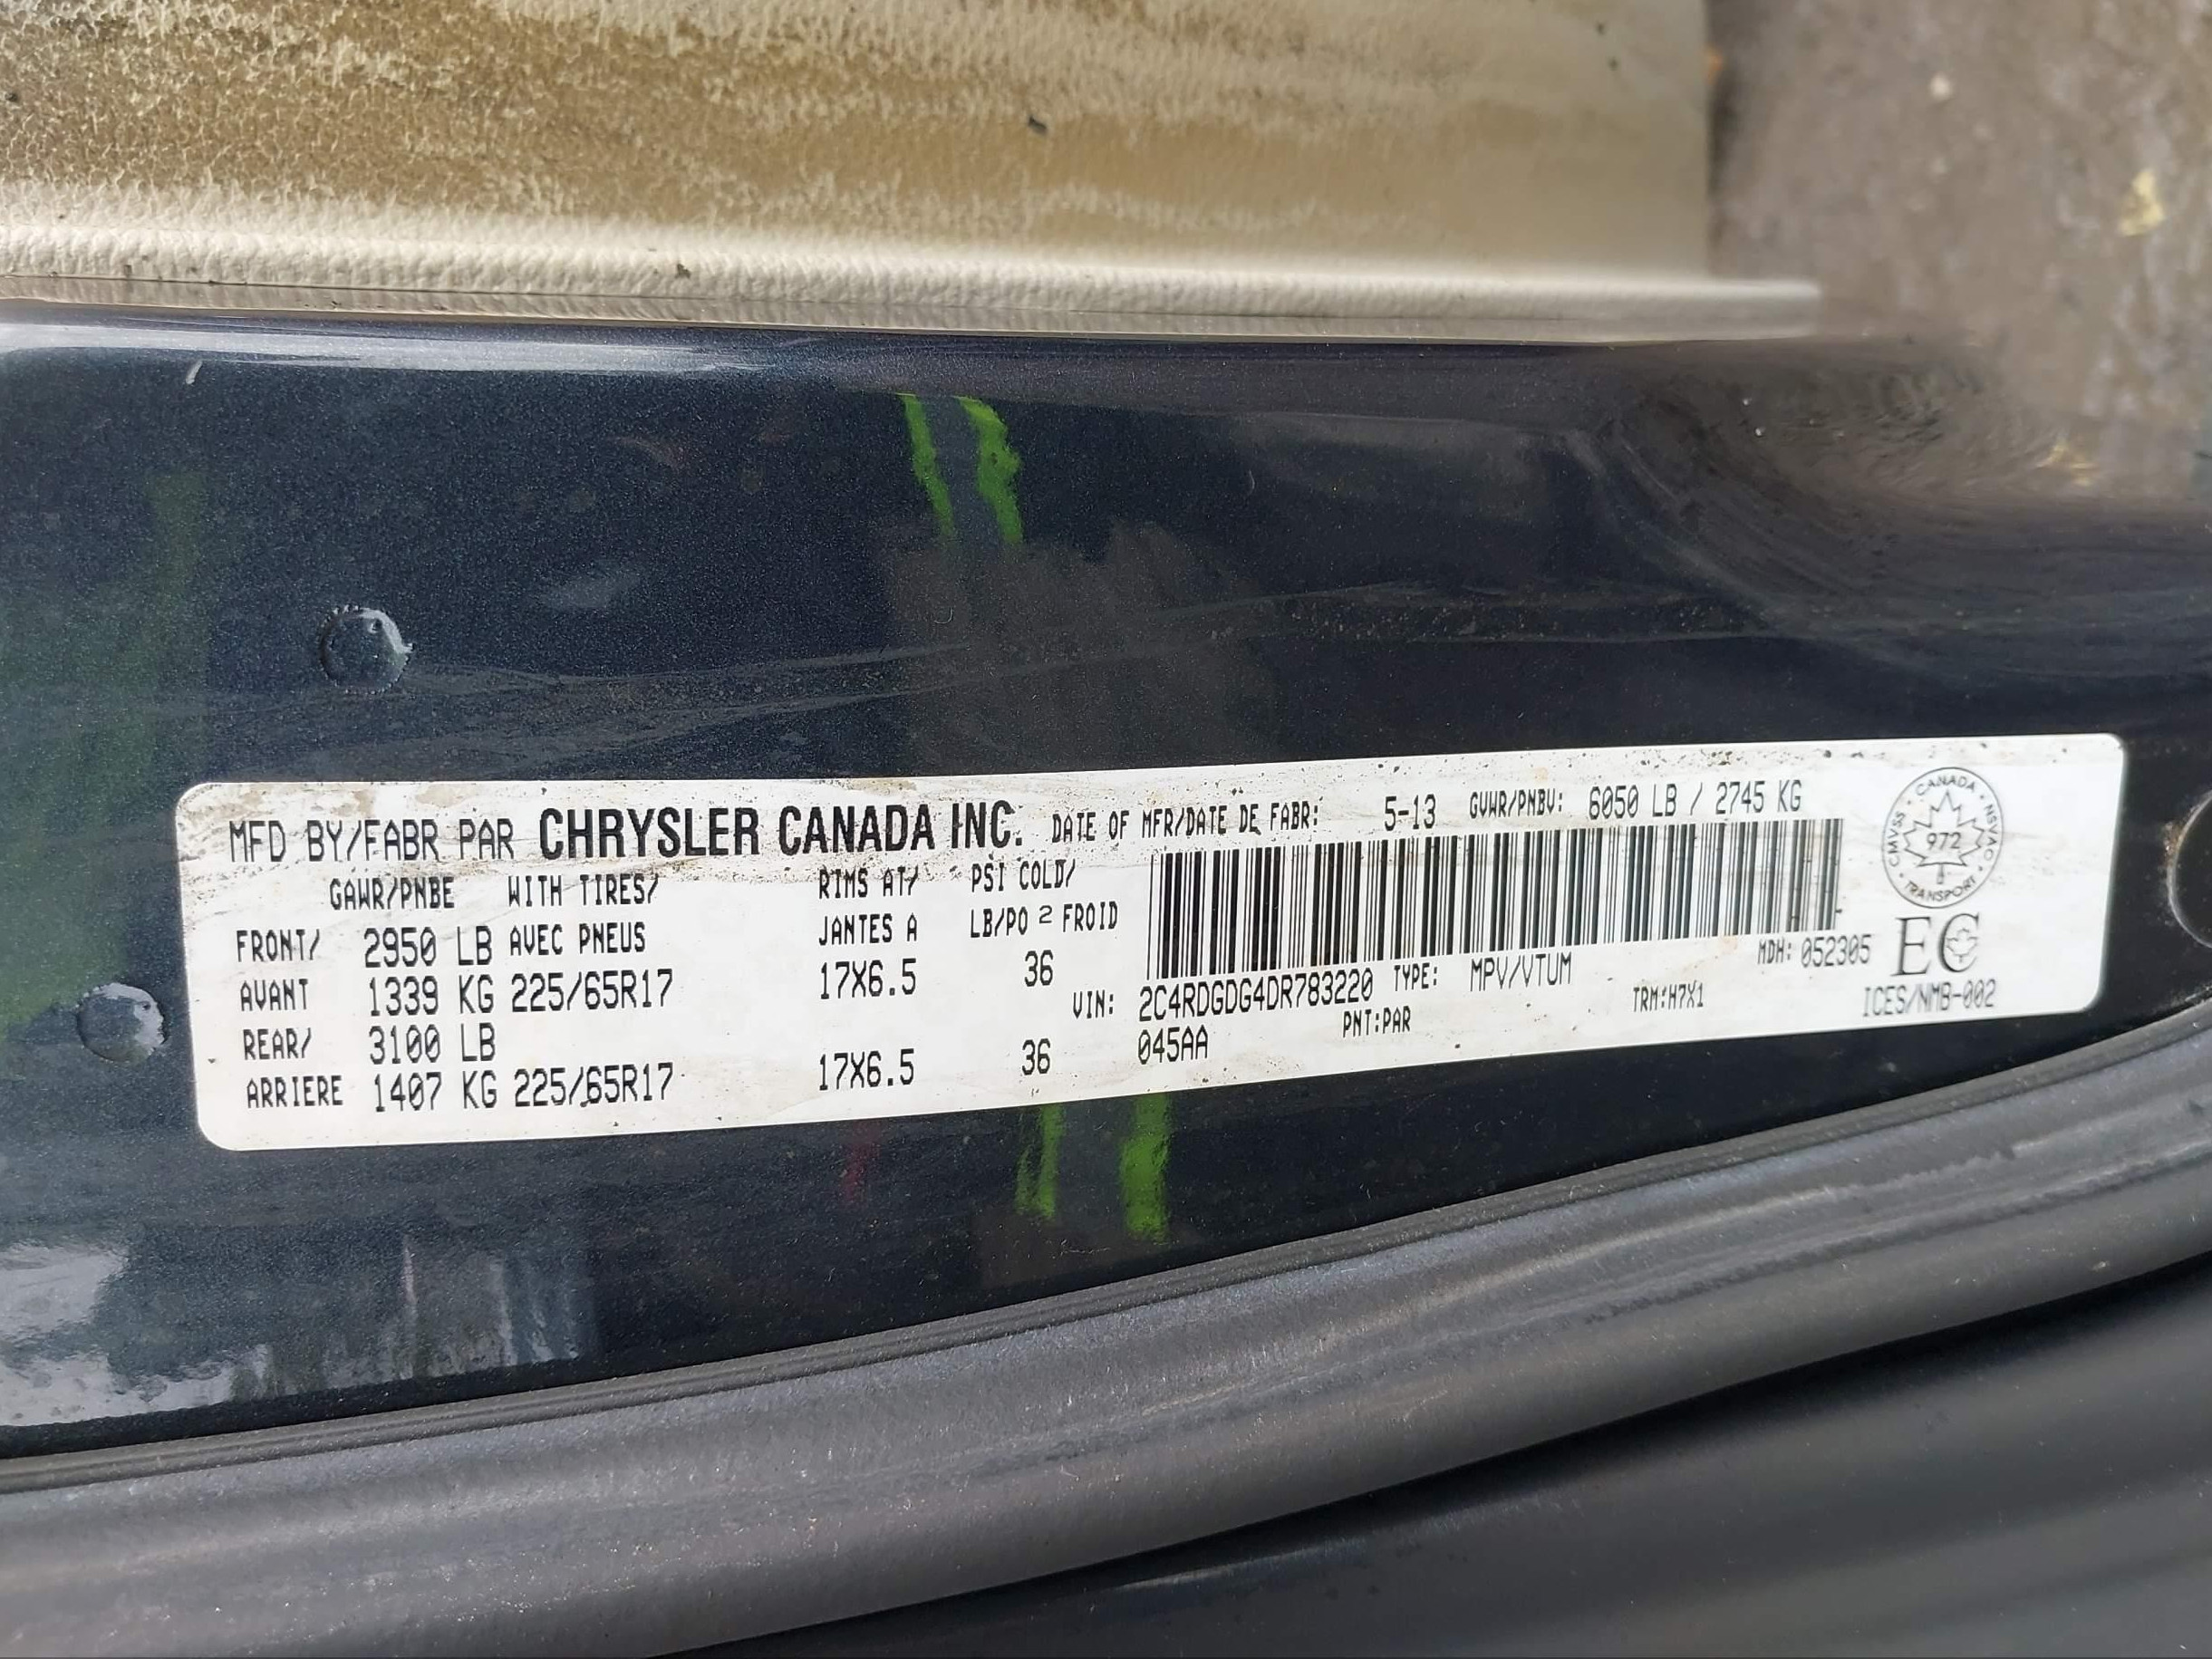 MFD BY/FABR PAR CHRYSLER CANADA INC. DATE OF MFR/DATE DE FABR: 5-13 GVWR/PNBV: 6050 LB / 2745 KG
GAWR/PNBE WITH TIRES/ RIMS AT/ PSI COLD/
FRONT/ 2950 LB AVEC PNEUS JANTES A LB/PO 2 FROID
AVANT 1339 KG 225/65R17 17X6.5 36
REAR/ 3100 LB
ARRIERE 1407 KG 225/65R17 17X6.5 36
MDH: 052305
VIN: 2C4RDGDG4DR783220 TYPE: MPV/VTUM
045AA PNT:PAR TRM:H7X1
CANADA · NSVAC · TRANSPORT · CMVSS ·
972
EC
ICES/NMB-002